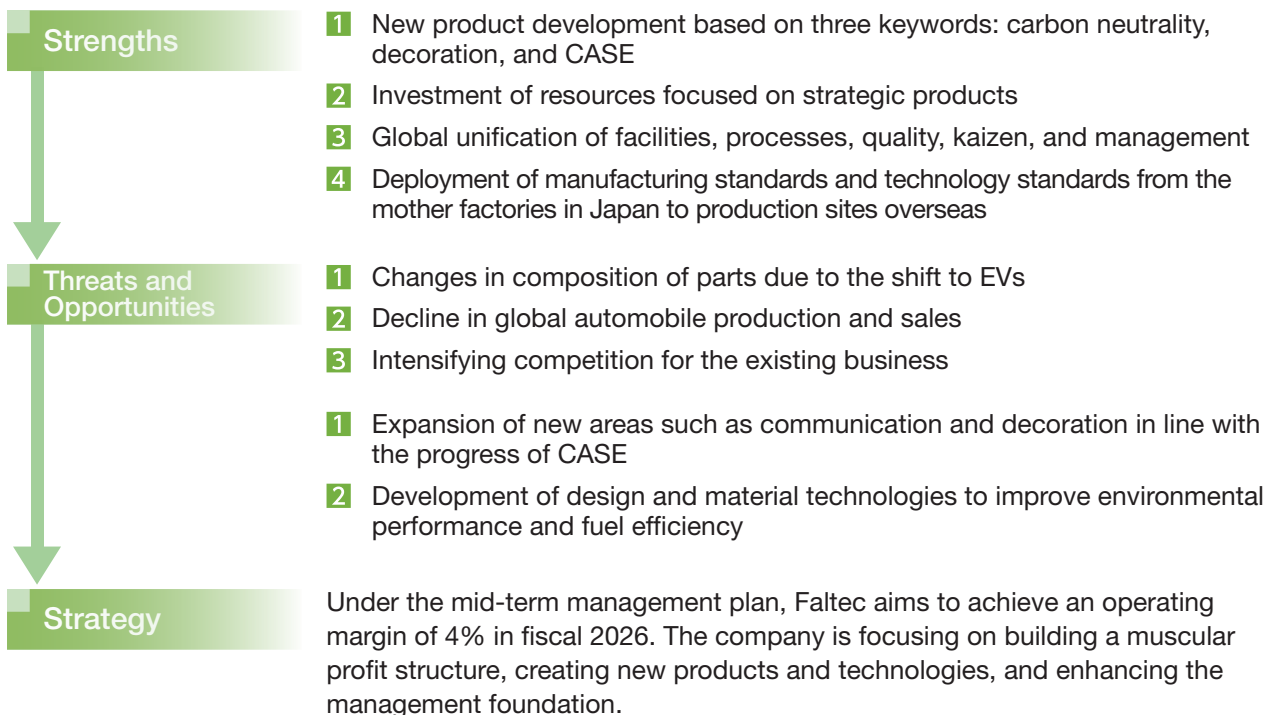 Strengths
1 New product development based on three keywords: carbon neutrality,
decoration, and CASE
2 Investment of resources focused on strategic products
3 Global unification of facilities, processes, quality, kaizen, and management
4 Deployment of manufacturing standards and technology standards from the
mother factories in Japan to production sites overseas
Threats and
Opportunities
1 Changes in composition of parts due to the shift to EVs
2 Decline in global automobile production and sales
3 Intensifying competition for the existing business
1 Expansion of new areas such as communication and decoration in line with
the progress of CASE
2 Development of design and material technologies to improve environmental
performance and fuel efficiency
Strategy
Under the mid-term management plan, Faltec aims to achieve an operating
margin of 4% in fiscal 2026. The company is focusing on building a muscular
profit structure, creating new products and technologies, and enhancing the
management foundation.